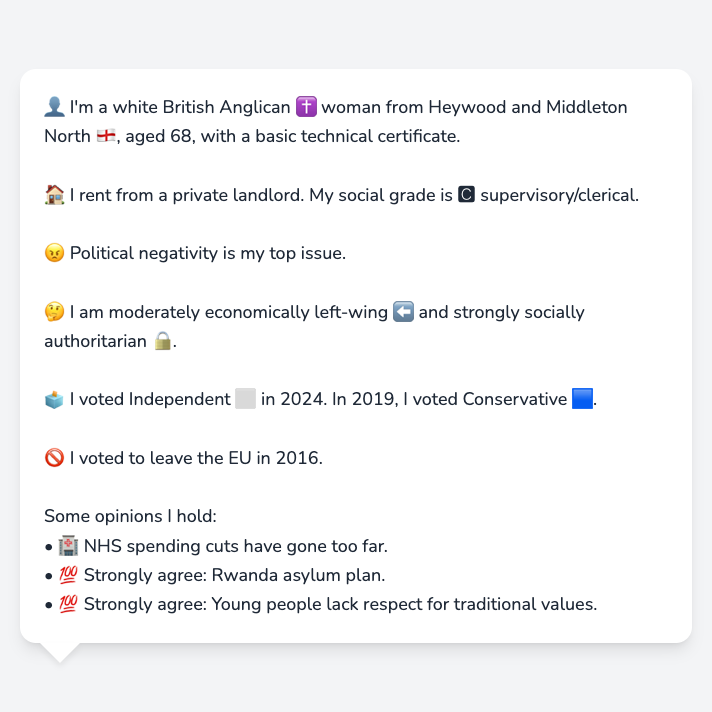 👤 I'm a white British Anglican ✝️ woman from Heywood and Middleton
North 🏴󠁧󠁢󠁥󠁮󠁧󠁿, aged 68, with a basic technical certificate.
🏠 I rent from a private landlord. My social grade is 🅲 supervisory/clerical.
😠 Political negativity is my top issue.
🤔 I am moderately economically left-wing ⬅️ and strongly socially
authoritarian 🔒.
🗳️ I voted Independent ⬜ in 2024. In 2019, I voted Conservative 🟦.
🚫 I voted to leave the EU in 2016.
Some opinions I hold:
• 🏥 NHS spending cuts have gone too far.
• 💯 Strongly agree: Rwanda asylum plan.
• 💯 Strongly agree: Young people lack respect for traditional values.